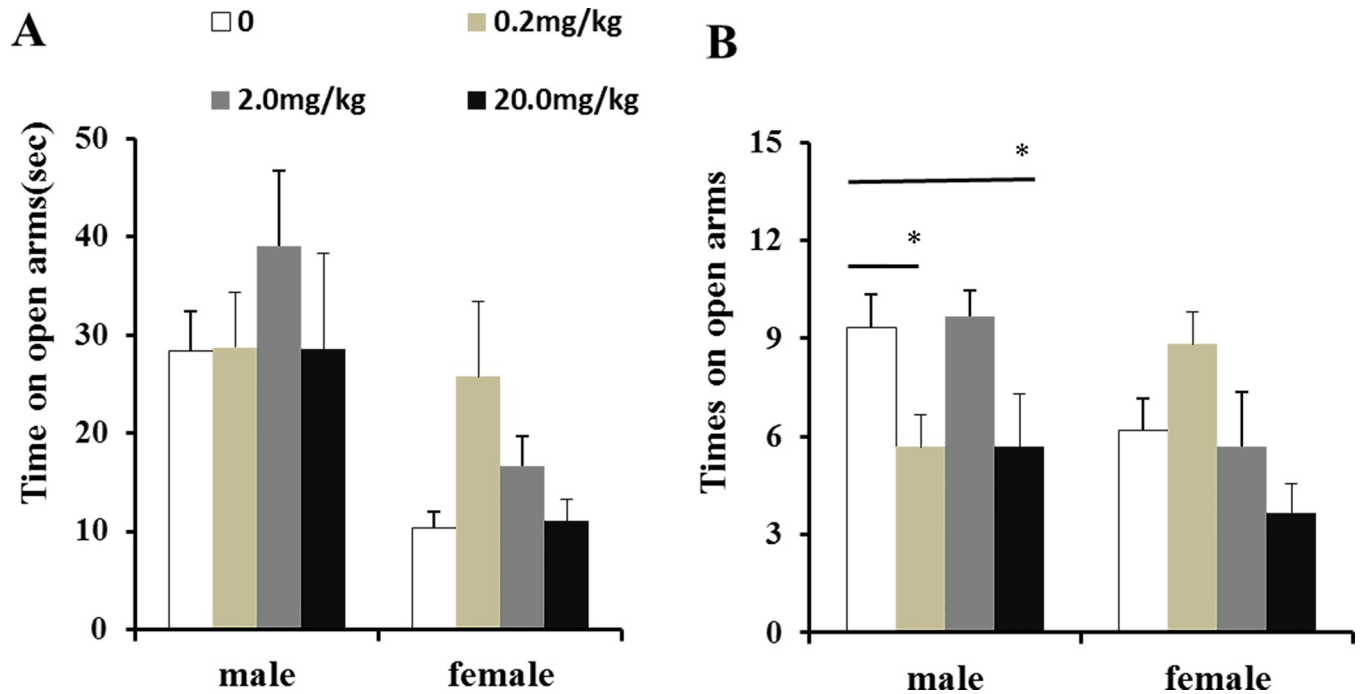 A
0
0.2mg/kg
2.0mg/kg
20.0mg/kg
Time on open arms(sec)
50
40
30
20
10
0
male
female
B
Times on open arms
15
12
9
6
3
0
*
*
male
female